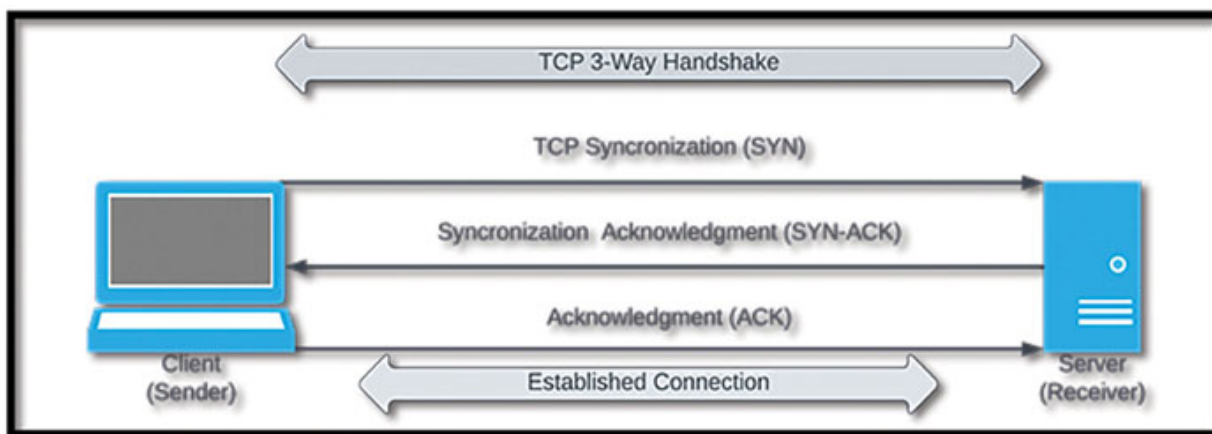 TCP 3-Way Handshake
TCP Syncronization (SYN)
Syncronization Acknowledgment (SYN-ACK)
Acknowledgment (ACK)
Client
(Sender)
Established Connection
Server
(Receiver)